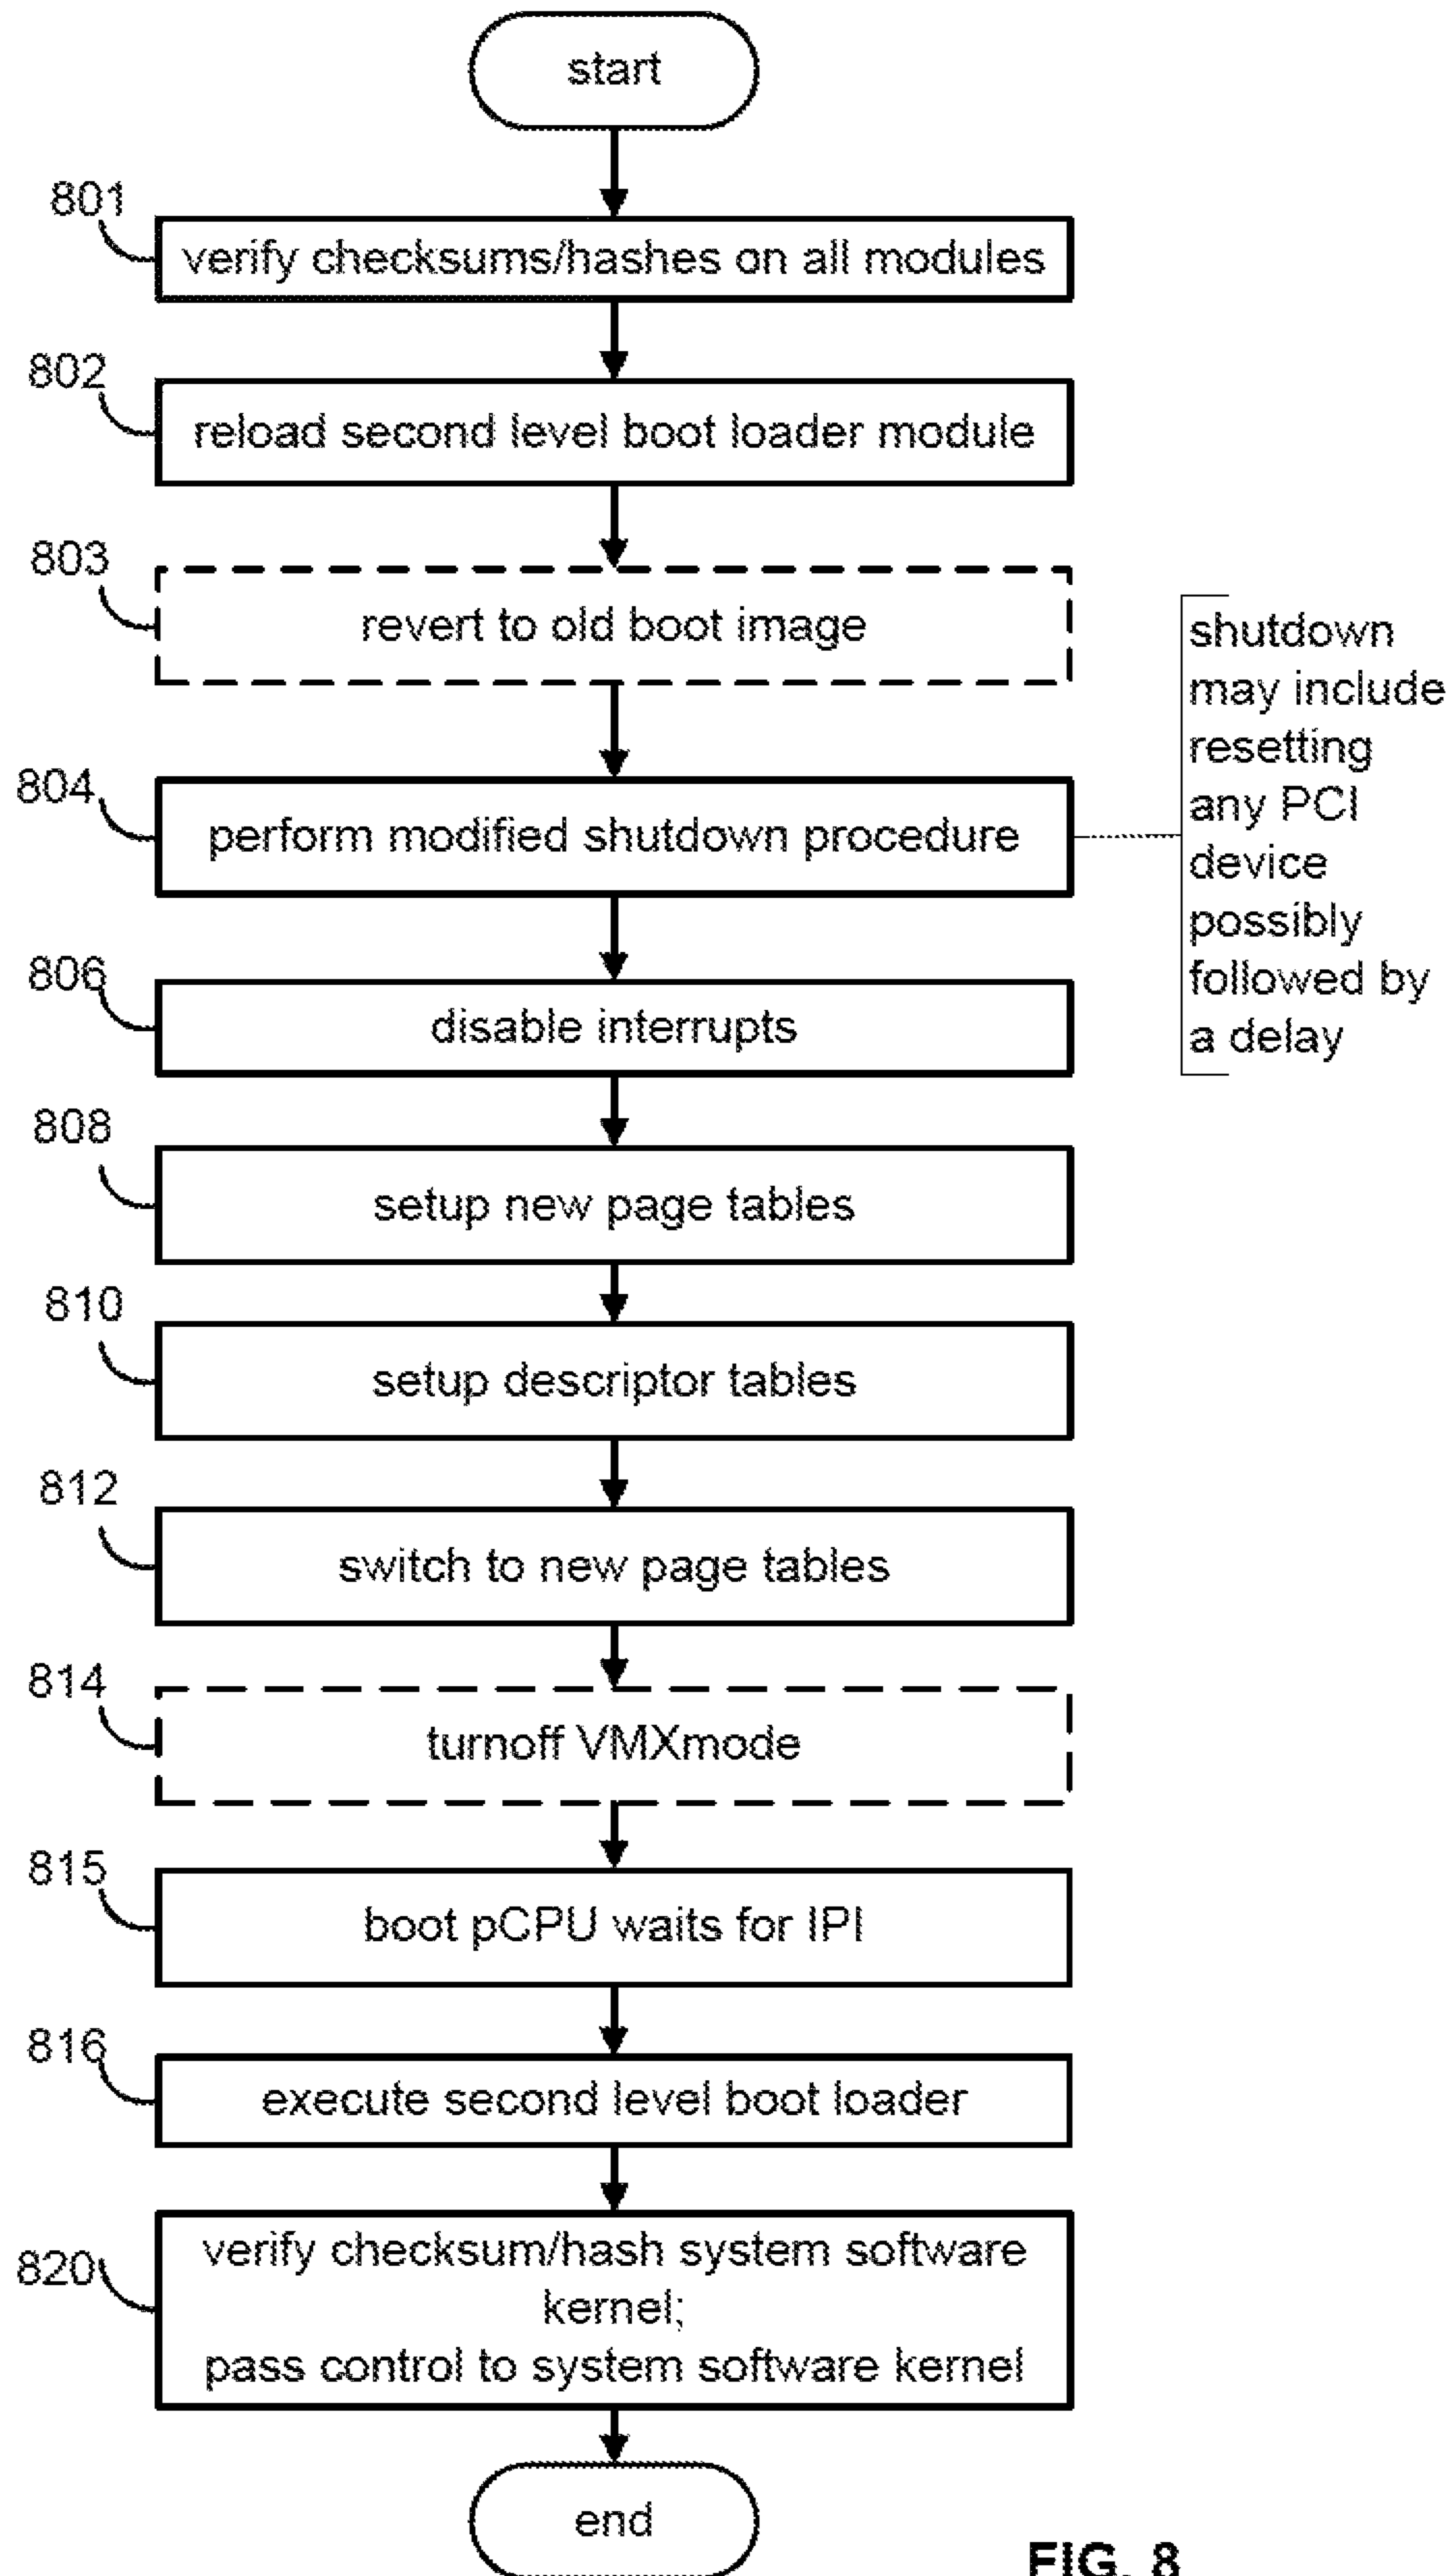 start
801
verify checksums/hashes on all modules
802
reload second level boot loader module
803
revert to old boot image
804
perform modified shutdown procedure
shutdown
may include
resetting
any PCI
device
possibly
followed by
a delay
806
disable interrupts
808
setup new page tables
810
setup descriptor tables
812
switch to new page tables
814
turnoff VMXmode
815
boot pCPU waits for IPI
816
execute second level boot loader
820
verify checksum/hash system software
kernel;
pass control to system software kernel
end
FIG. 8